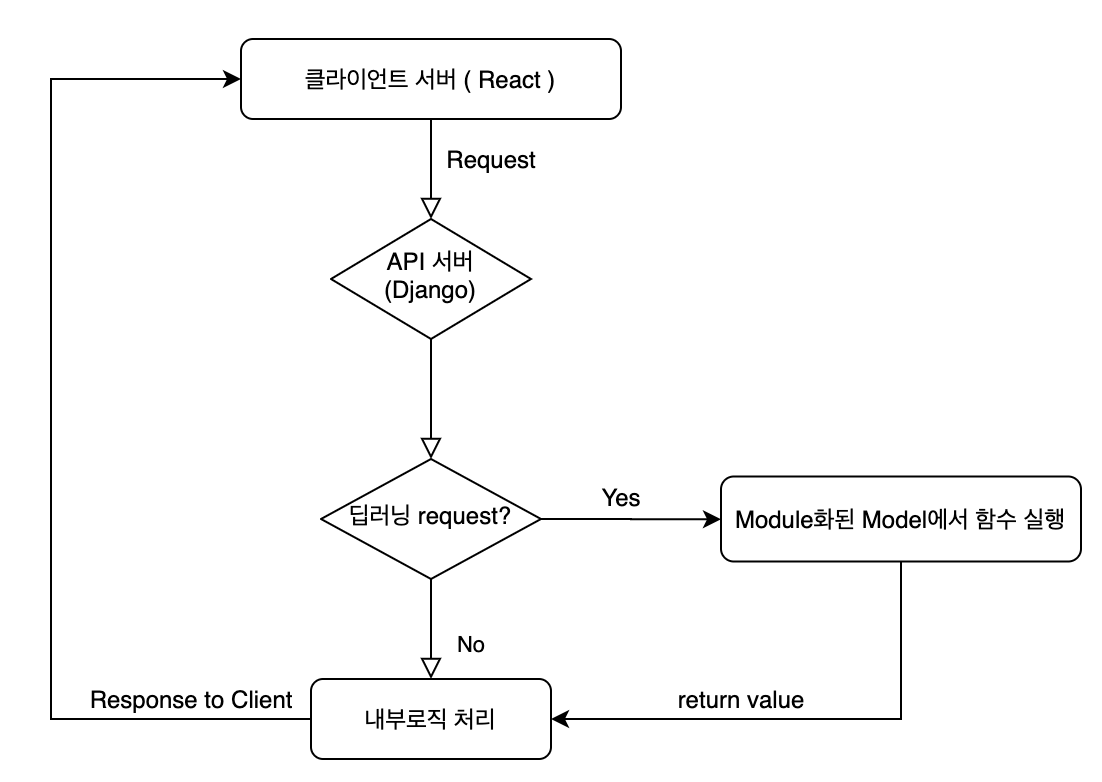 클라이언트 서버 ( React )
Request
API 서버
(Django)
딥러닝 request?
Yes
Module화된 Model에서 함수 실행
No
Response to Client
내부로직 처리
return value